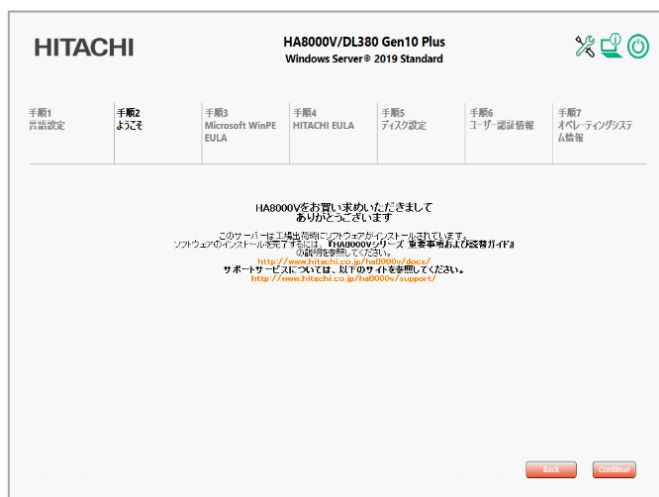 HITACHI
HA8000V/DL380 Gen10 Plus
Windows Server® 2019 Standard
手順1
言語設定
手順2
ようこそ
手順3
Microsoft WinPE
EULA
手順4
HITACHI EULA
手順5
ディスク設定
手順6
ユーザー認証情報
手順7
オペレーティングシステ
ム情報
HA8000Vをお買い求めいただきまして
ありがとうござい
ます
このサーバーは工場出荷時にソフトウェアがインストールされています。
ソフトウェアのインストールを完了するには、『HA8000Vシリーズ 重要事項および読替ガイド』
の説明を参照してください。
http://www.hitachi.co.jp/ha8000v/docs/
サポートサービスについては、以下のサイトを参照してください。
http://www.hitachi.co.jp/ha8000v/support/
Back
Continue